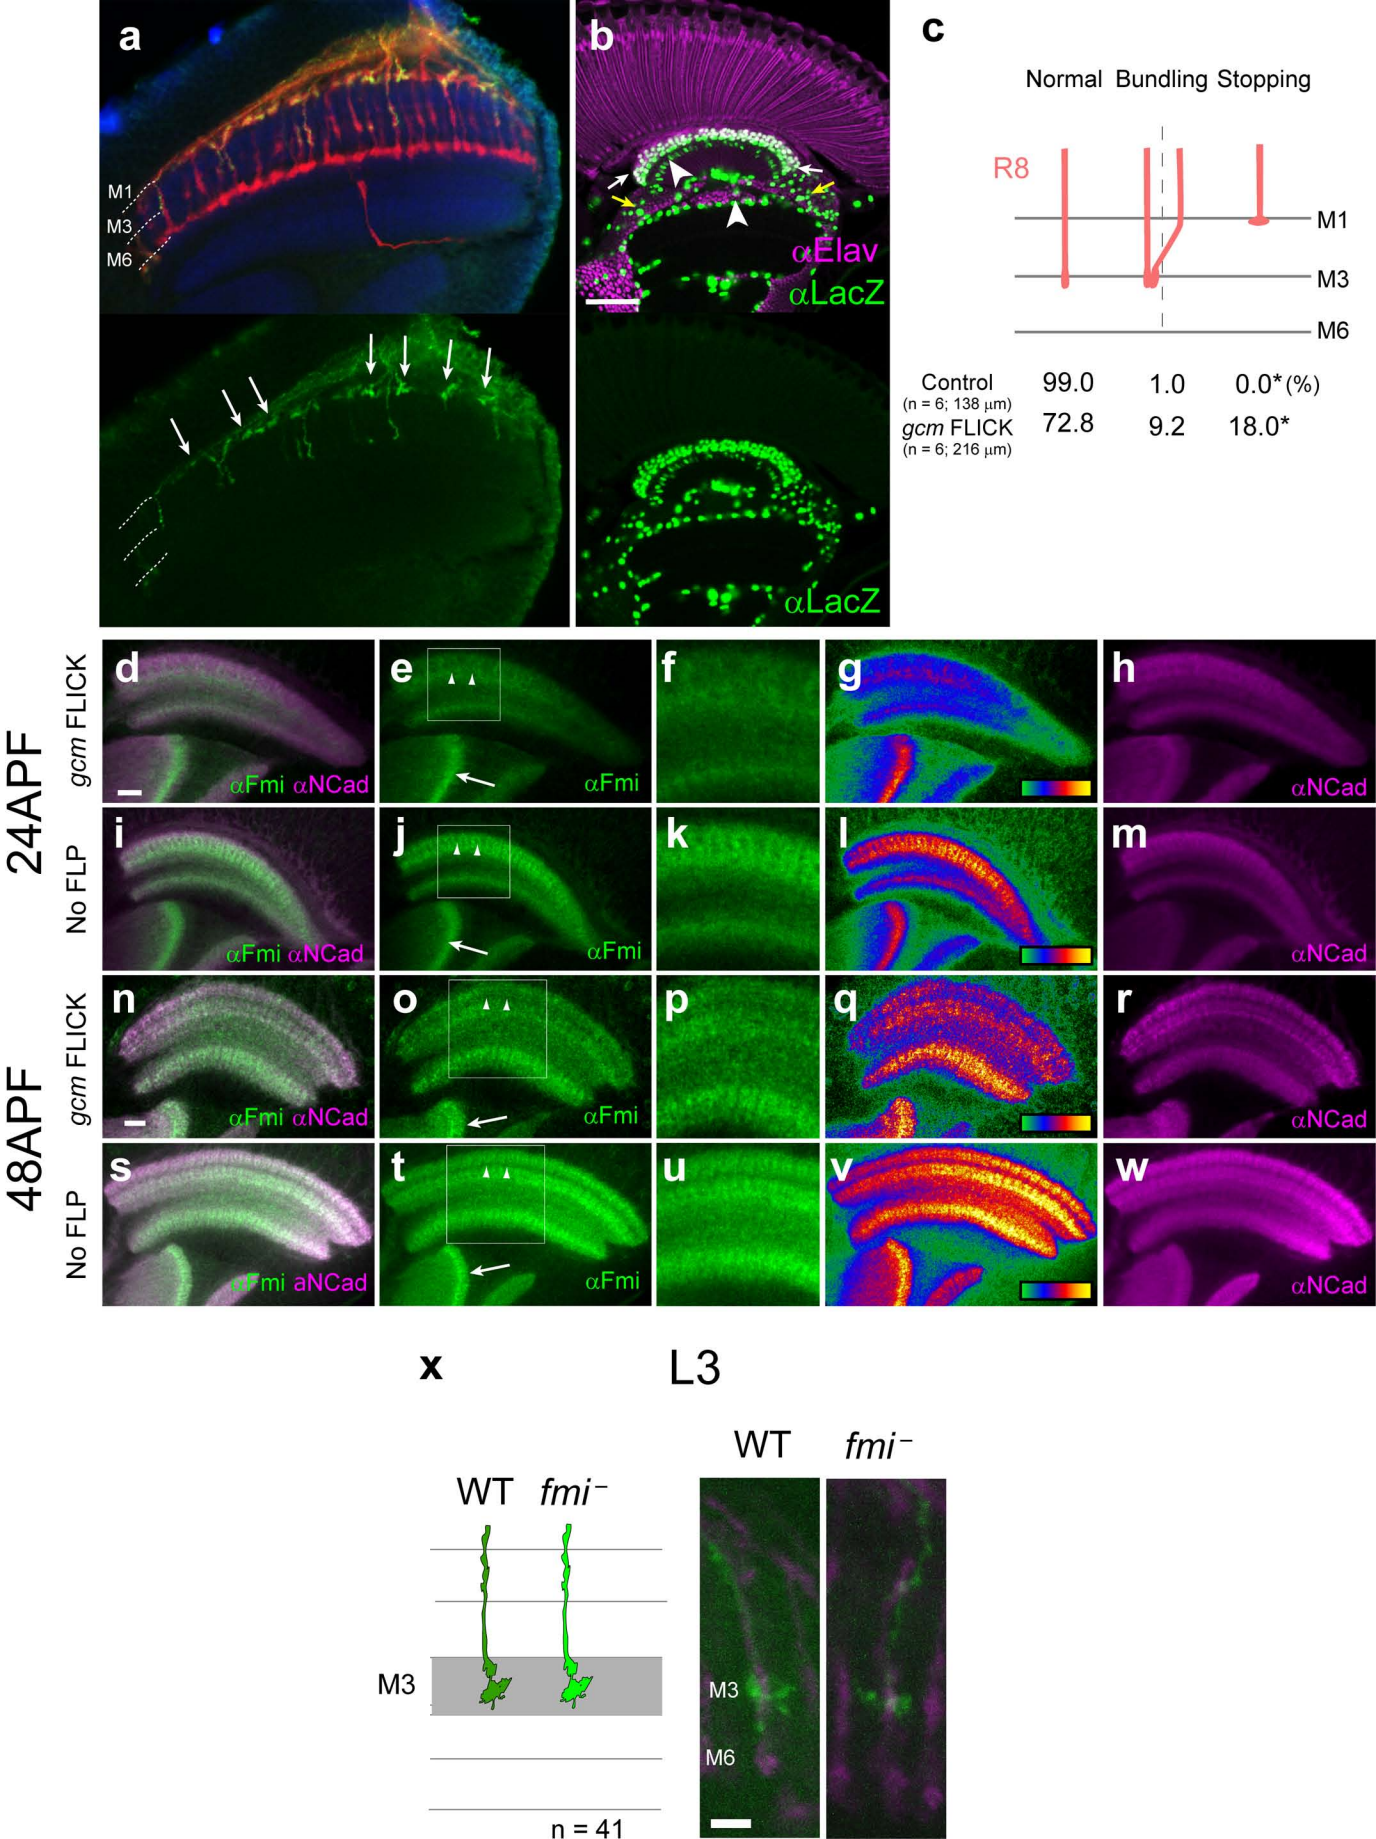 a
M1
M3
M6
b
αElav
αLacZ
αLacZ
c
Normal Bundling Stopping
R8
M1
M3
M6
Control 99.0 1.0 0.0* (%)
(n = 6; 138 μm)
gcm FLICK 72.8 9.2 18.0*
(n = 6; 216 μm)
24APF
gcm FLICK
d
αFmi αNCad
e
αFmi
f
g
h
αNCad
No FLP
i
αFmi αNCad
j
αFmi
k
l
m
αNCad
48APF
gcm FLICK
n
αFmi αNCad
o
αFmi
p
q
r
αNCad
No FLP
s
αFmi aNCad
t
αFmi
u
v
w
αNCad
x
L3
WT fmi–
WT fmi–
M3
n = 41
M3
M6